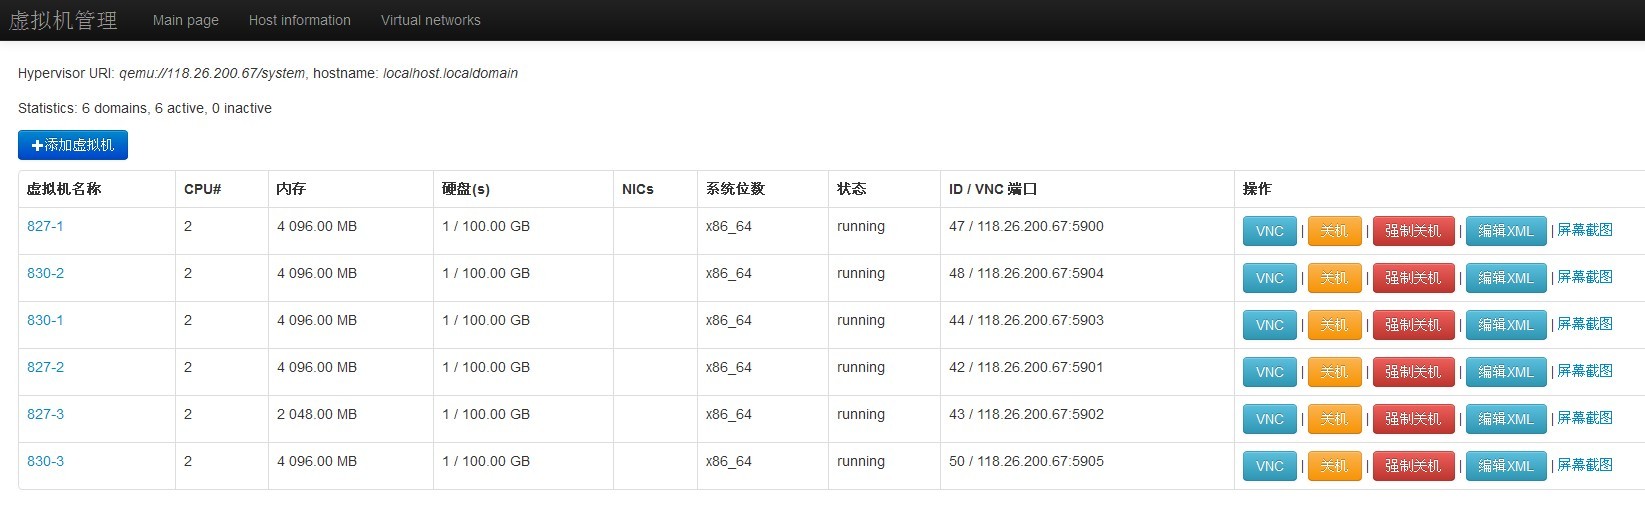 虚拟机管理 Main page Host information Virtual networks
Hypervisor URI: qemu://118.26.200.67/system, hostname: localhost.localdomain
Statistics: 6 domains, 6 active, 0 inactive
+添加虚拟机
虚拟机名称 CPU# 内存 硬盘(s) NICs 系统位数 状态 ID / VNC 端口 操作
827-1 2 4 096.00 MB 1 / 100.00 GB x86_64 running 47 / 118.26.200.67:5900 VNC | 关机 | 强制关机 | 编辑XML | 屏幕截图
830-2 2 4 096.00 MB 1 / 100.00 GB x86_64 running 48 / 118.26.200.67:5904 VNC | 关机 | 强制关机 | 编辑XML | 屏幕截图
830-1 2 4 096.00 MB 1 / 100.00 GB x86_64 running 44 / 118.26.200.67:5903 VNC | 关机 | 强制关机 | 编辑XML | 屏幕截图
827-2 2 4 096.00 MB 1 / 100.00 GB x86_64 running 42 / 118.26.200.67:5901 VNC | 关机 | 强制关机 | 编辑XML | 屏幕截图
827-3 2 2 048.00 MB 1 / 100.00 GB x86_64 running 43 / 118.26.200.67:5902 VNC | 关机 | 强制关机 | 编辑XML | 屏幕截图
830-3 2 4 096.00 MB 1 / 100.00 GB x86_64 running 50 / 118.26.200.67:5905 VNC | 关机 | 强制关机 | 编辑XML | 屏幕截图